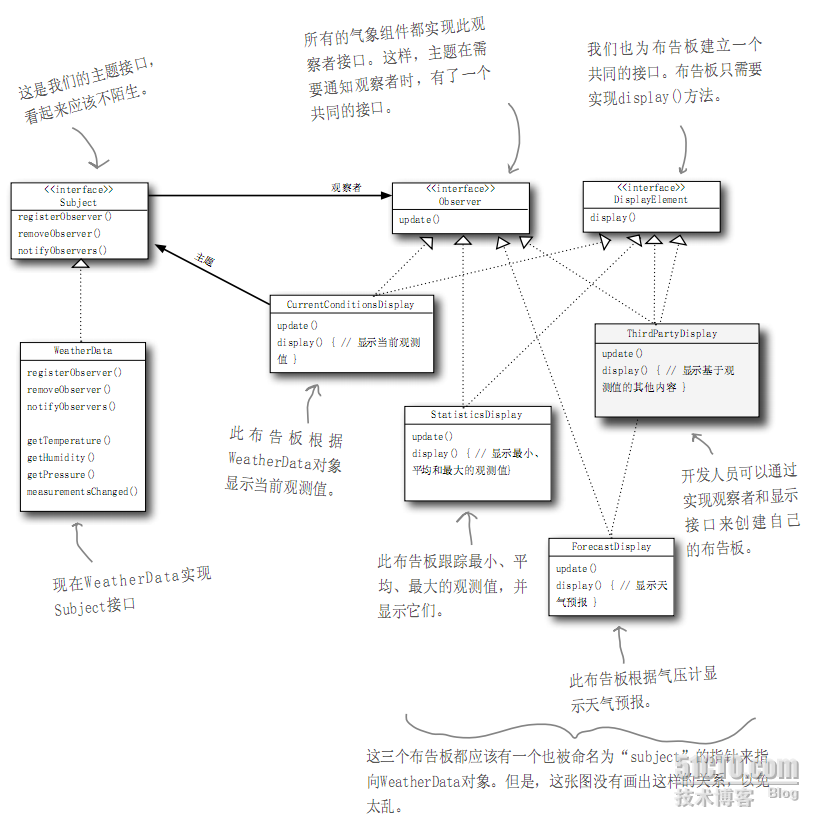 这是我们的主题接口，
看起来应该不陌生。
所有的气象组件都实现此观
察者接口。这样，主题在需
要通知观察者时，有了一个
共同的接口。
我们也为布告板建立一个
共同的接口。布告板只需要
实现display()方法。
<<interface>>
Subject
registerObserver()
removeObserver()
notifyObservers()
观察者
<<interface>>
Observer
update()
<<interface>>
DisplayElement
display()
主题
CurrentConditionsDisplay
update()
display() { // 显示当前观测
值 }
WeatherData
registerObserver()
removeObserver()
notifyObservers()
getTemperature()
getHumidity()
getPressure()
measurementsChanged()
ThirdPartyDisplay
update()
display() { // 显示基于观
测值的其他内容 }
StatisticsDisplay
update()
display() { // 显示最小、
平均和最大的观测值}
此布告板根据
WeatherData对象
显示当前观测值。
开发人员可以通过
实现观察者和显示
接口来创建自己
的布告板。
现在WeatherData实现
Subject接口
此布告板跟踪最小、平
均、最大的观测值，并
显示它们。
ForecastDisplay
update()
display() { // 显示天
气预报 }
此布告板根据气压计显
示天气预报。
这三个布告板都应该有一个也被命名为“subject”的指针来指
向WeatherData对象。但是，这张图没有画出这样的关系，以免
太乱。
51CTO.com
技术博客 Blog